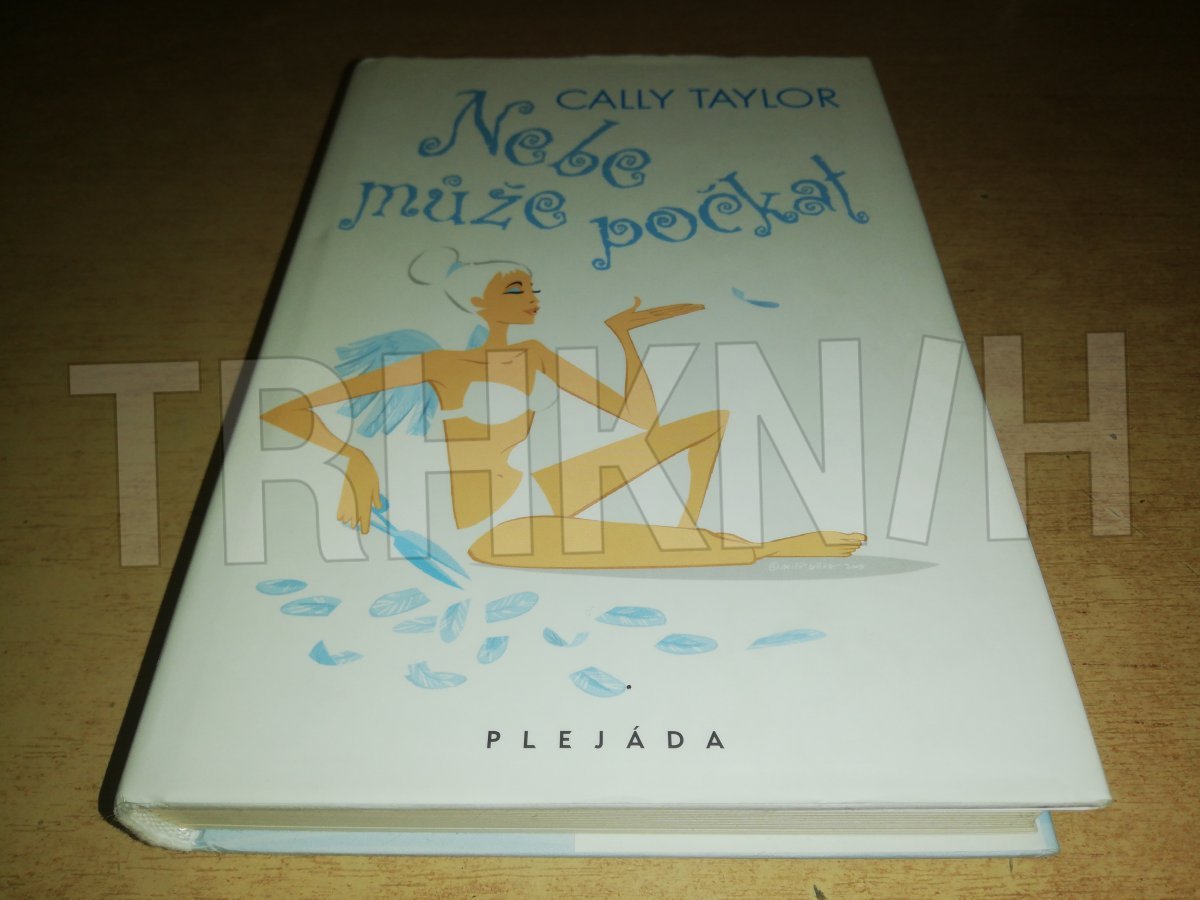 CALLY TAYLOR
Nebe
může počkat
TRHKNIH
PLEJÁDA